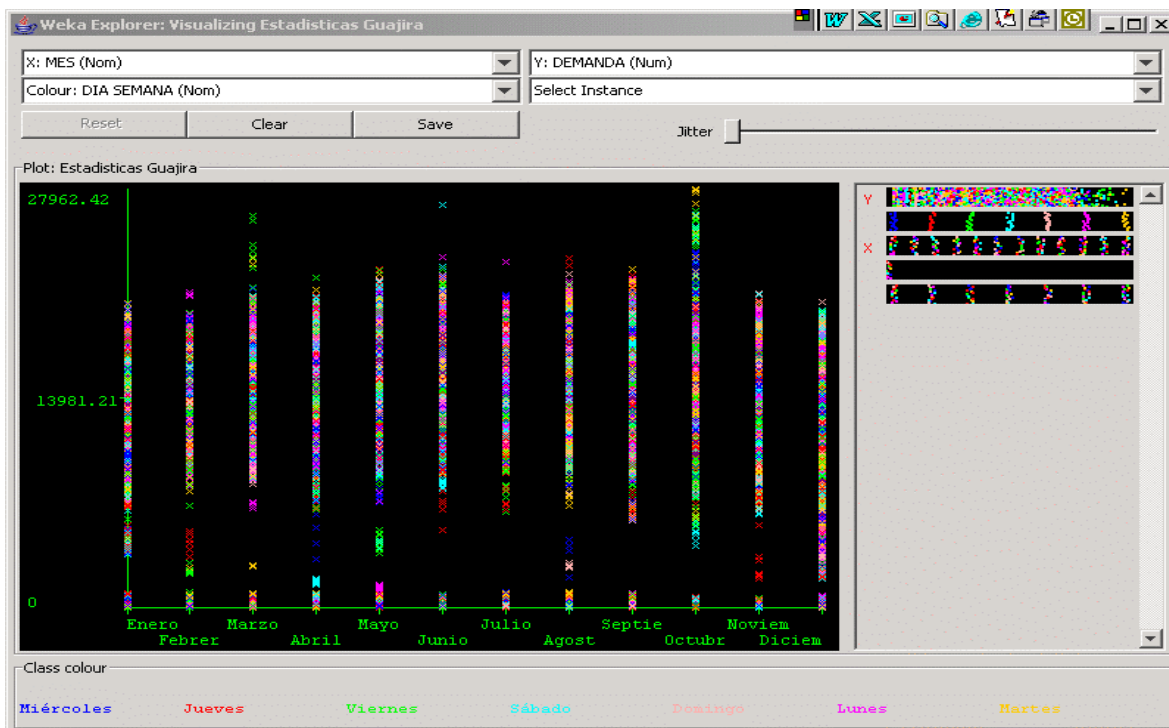 Weka Explorer: Visualizing Estadisticas Guajira
X: MES (Nom)
Y: DEMANDA (Num)
Colour: DIA SEMANA (Nom)
Select Instance
Reset
Clear
Save
Jitter
Plot: Estadisticas Guajira
27962.42
13981.21
0
Enero
Febrer
Marzo
Abril
Mayo
Junio
Julio
Agost
Septie
Octubr
Noviem
Diciem
Y
X
Class colour
Miércoles
Jueves
Viernes
Sábado
Domingo
Lunes
Martes